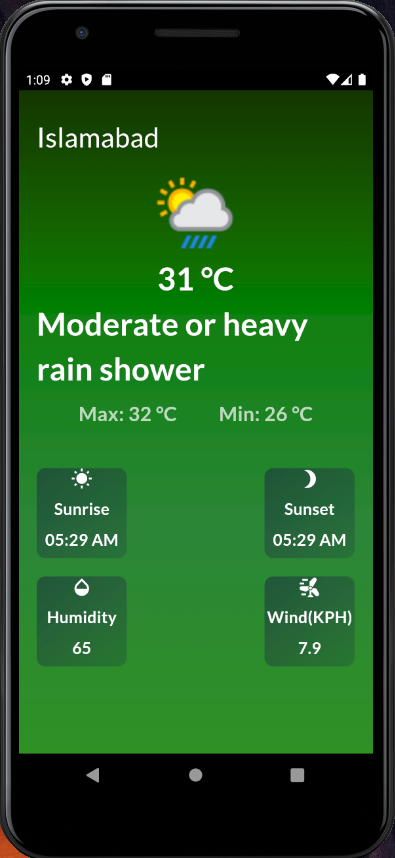 1:09
Islamabad
31 °C
Moderate or heavy
rain shower
Max: 32 °C Min: 26 °C
Sunrise Sunset
05:29 AM 05:29 AM
Humidity Wind(KPH)
65 7.9